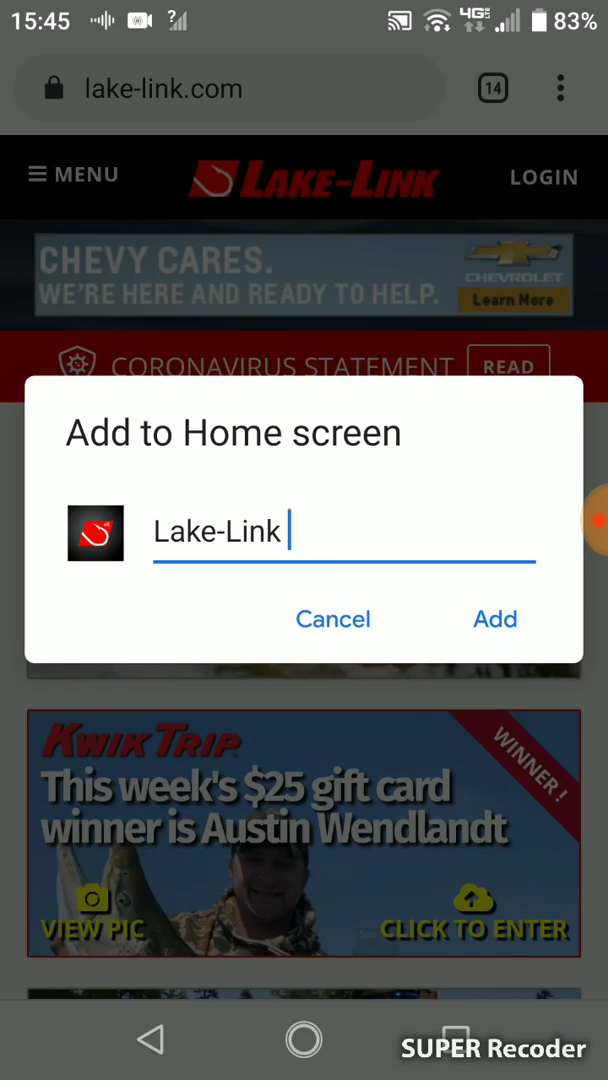 15:45 ? 4G 83%
lake-link.com 14
MENU LAKE-LINK LOGIN
CHEVY CARES.
WE'RE HERE AND READY TO HELP.
CHEVROLET
Learn More
CORONAVIRUS STATEMENT READ
Add to Home screen
Lake-Link
Cancel Add
KWIK TRIP
WINNER!
This week's $25 gift card
winner is Austin Wendlandt
VIEW PIC CLICK TO ENTER
SUPER Recoder